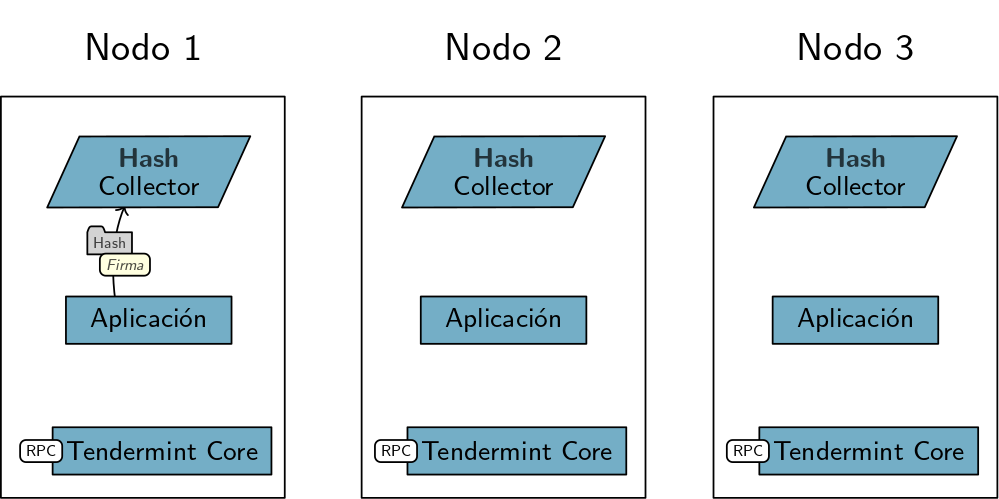 Nodo 1
Nodo 2
Nodo 3
Hash
Collector
Hash
Collector
Hash
Collector
Hash
Firma
Aplicación
Aplicación
Aplicación
RPC
Tendermint Core
RPC
Tendermint Core
RPC
Tendermint Core